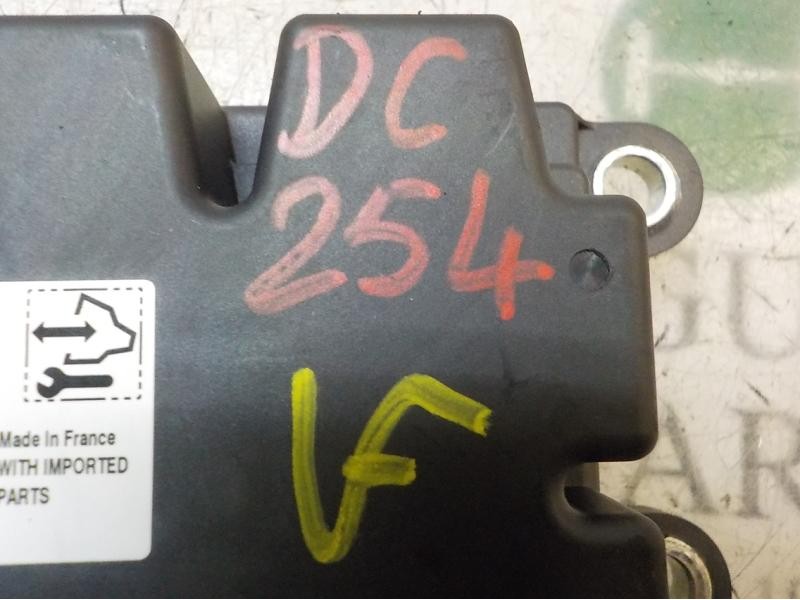 DC
254
VF
Made In France
WITH IMPORTED
PARTS